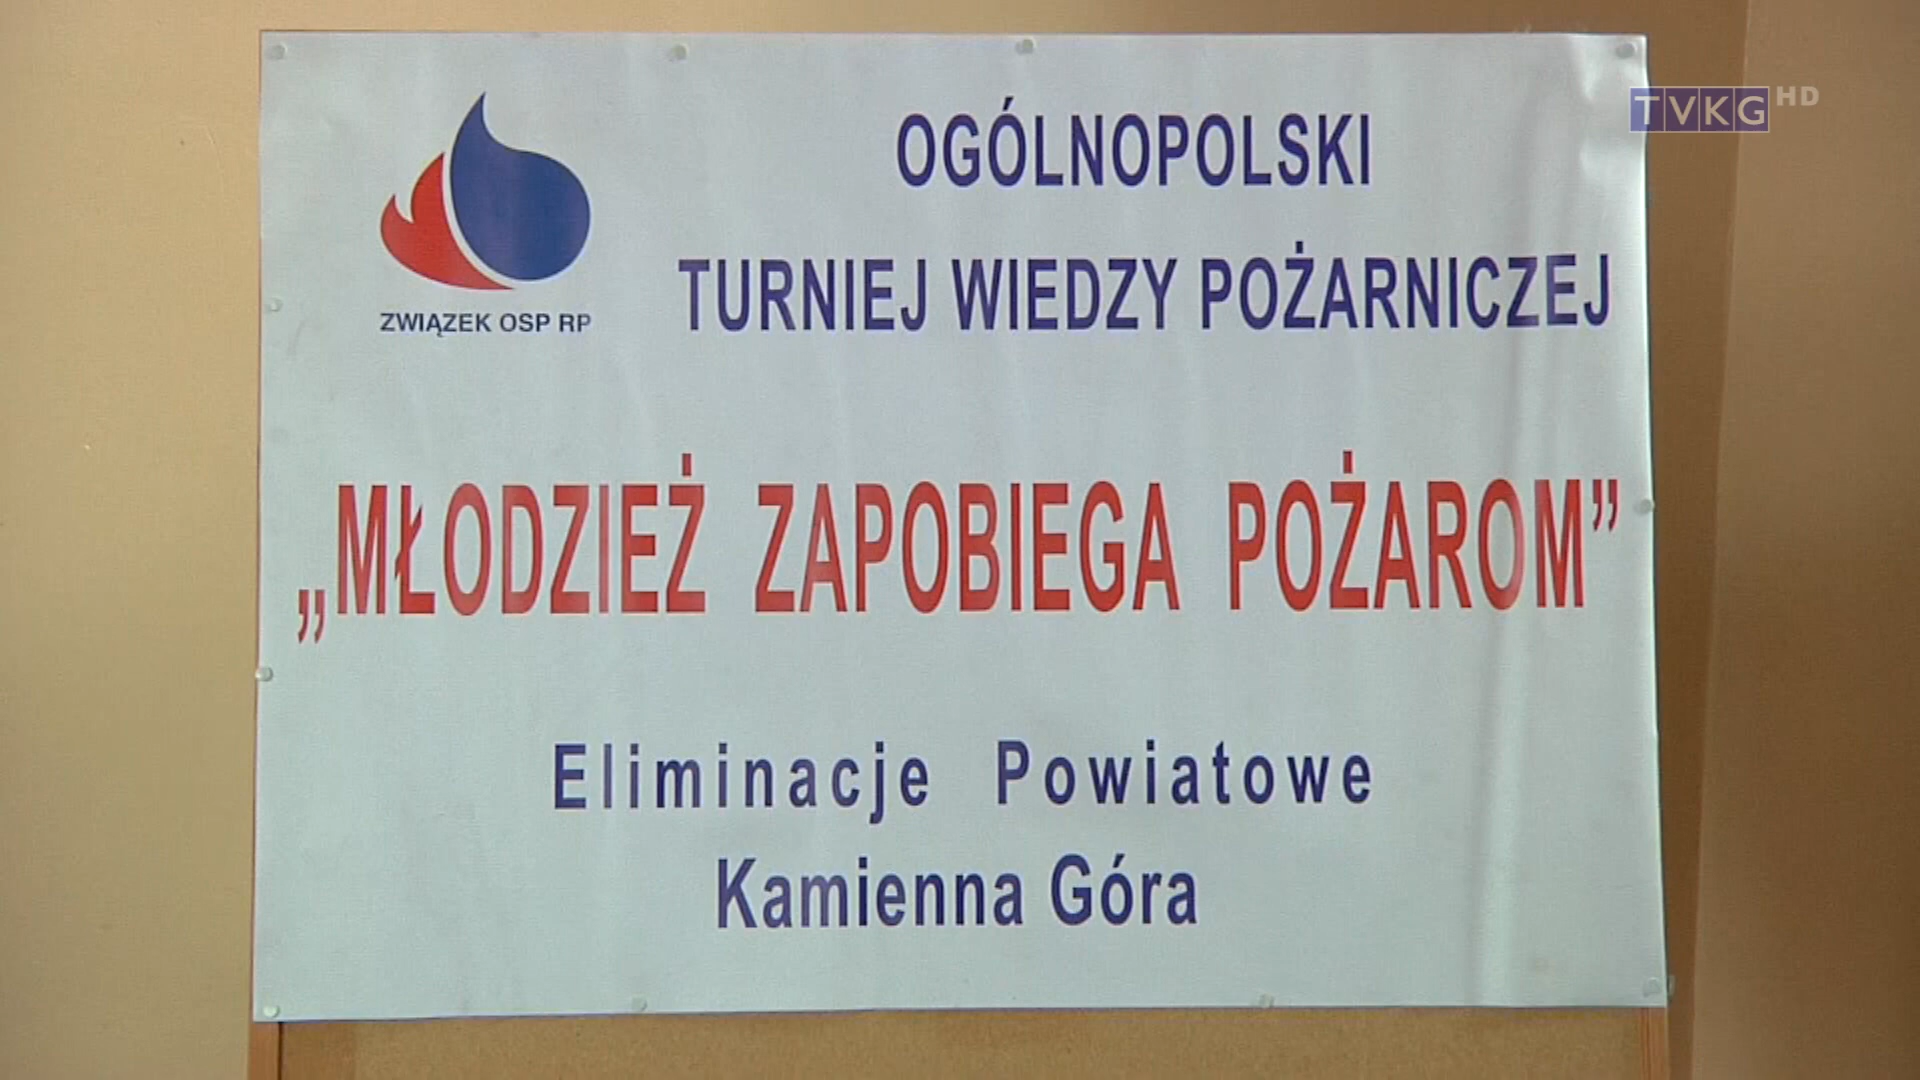 TVKG HD
OGÓLNOPOLSKI
TURNIEJ WIEDZY POŻARNICZEJ
ZWIĄZEK OSP RP
„MŁODZIEŻ ZAPOBIEGA POŻAROM”
Eliminacje Powiatowe
Kamienna Góra